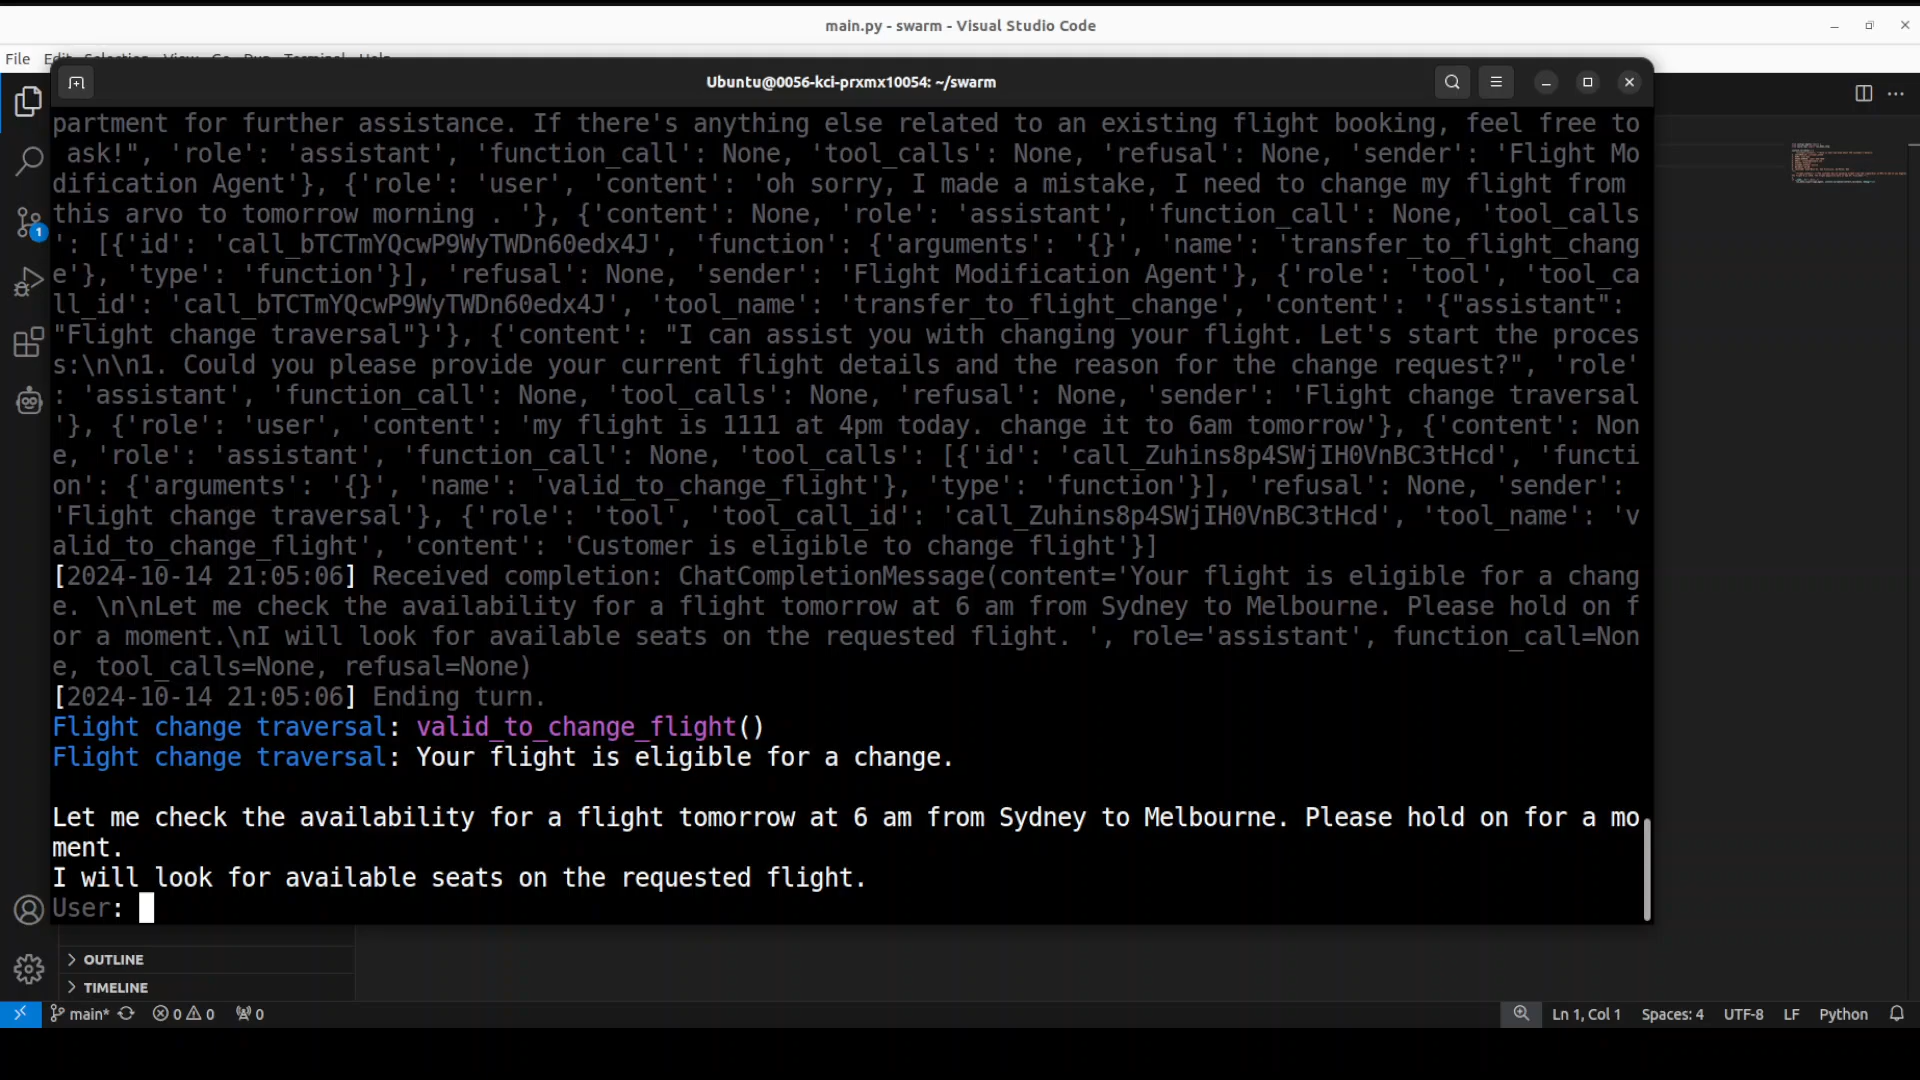 main.py - swarm - Visual Studio Code
File Edit Selection View Go Run Terminal Help
Ubuntu@0056-kci-prxmx10054: ~/swarm
partment for further assistance. If there's anything else related to an existing flight booking, feel free to
 ask!", 'role': 'assistant', 'function_call': None, 'tool_calls': None, 'refusal': None, 'sender': 'Flight Mo
dification Agent'}, {'role': 'user', 'content': 'oh sorry, I made a mistake, I need to change my flight from
this arvo to tomorrow morning . '}, {'content': None, 'role': 'assistant', 'function_call': None, 'tool_calls
': [{'id': 'call_bTCTmYQcwP9WyTWDn60edx4J', 'function': {'arguments': '{}', 'name': 'transfer_to_flight_chang
e'}, 'type': 'function'}], 'refusal': None, 'sender': 'Flight Modification Agent'}, {'role': 'tool', 'tool_ca
ll_id': 'call_bTCTmYQcwP9WyTWDn60edx4J', 'tool_name': 'transfer_to_flight_change', 'content': '{"assistant":
"Flight change traversal"}'}, {'content': "I can assist you with changing your flight. Let's start the proces
s:\n\n1. Could you please provide your current flight details and the reason for the change request?", 'role'
: 'assistant', 'function_call': None, 'tool_calls': None, 'refusal': None, 'sender': 'Flight change traversal
'}, {'role': 'user', 'content': 'my flight is 1111 at 4pm today. change it to 6am tomorrow'}, {'content': Non
e, 'role': 'assistant', 'function_call': None, 'tool_calls': [{'id': 'call_Zuhins8p4SWjIH0VnBC3tHcd', 'functi
on': {'arguments': '{}', 'name': 'valid_to_change_flight'}, 'type': 'function'}], 'refusal': None, 'sender':
'Flight change traversal'}, {'role': 'tool', 'tool_call_id': 'call_Zuhins8p4SWjIH0VnBC3tHcd', 'tool_name': 'v
alid_to_change_flight', 'content': 'Customer is eligible to change flight'}]
[2024-10-14 21:05:06] Received completion: ChatCompletionMessage(content='Your flight is eligible for a chang
e. \n\nLet me check the availability for a flight tomorrow at 6 am from Sydney to Melbourne. Please hold on f
or a moment.\nI will look for available seats on the requested flight. ', role='assistant', function_call=Non
e, tool_calls=None, refusal=None)
[2024-10-14 21:05:06] Ending turn.
Flight change traversal: valid_to_change_flight()
Flight change traversal: Your flight is eligible for a change.
Let me check the availability for a flight tomorrow at 6 am from Sydney to Melbourne. Please hold on for a mo
ment.
I will look for available seats on the requested flight.
User:
1
OUTLINE
TIMELINE
main* 0 0 0 Ln 1, Col 1 Spaces: 4 UTF-8 LF Python